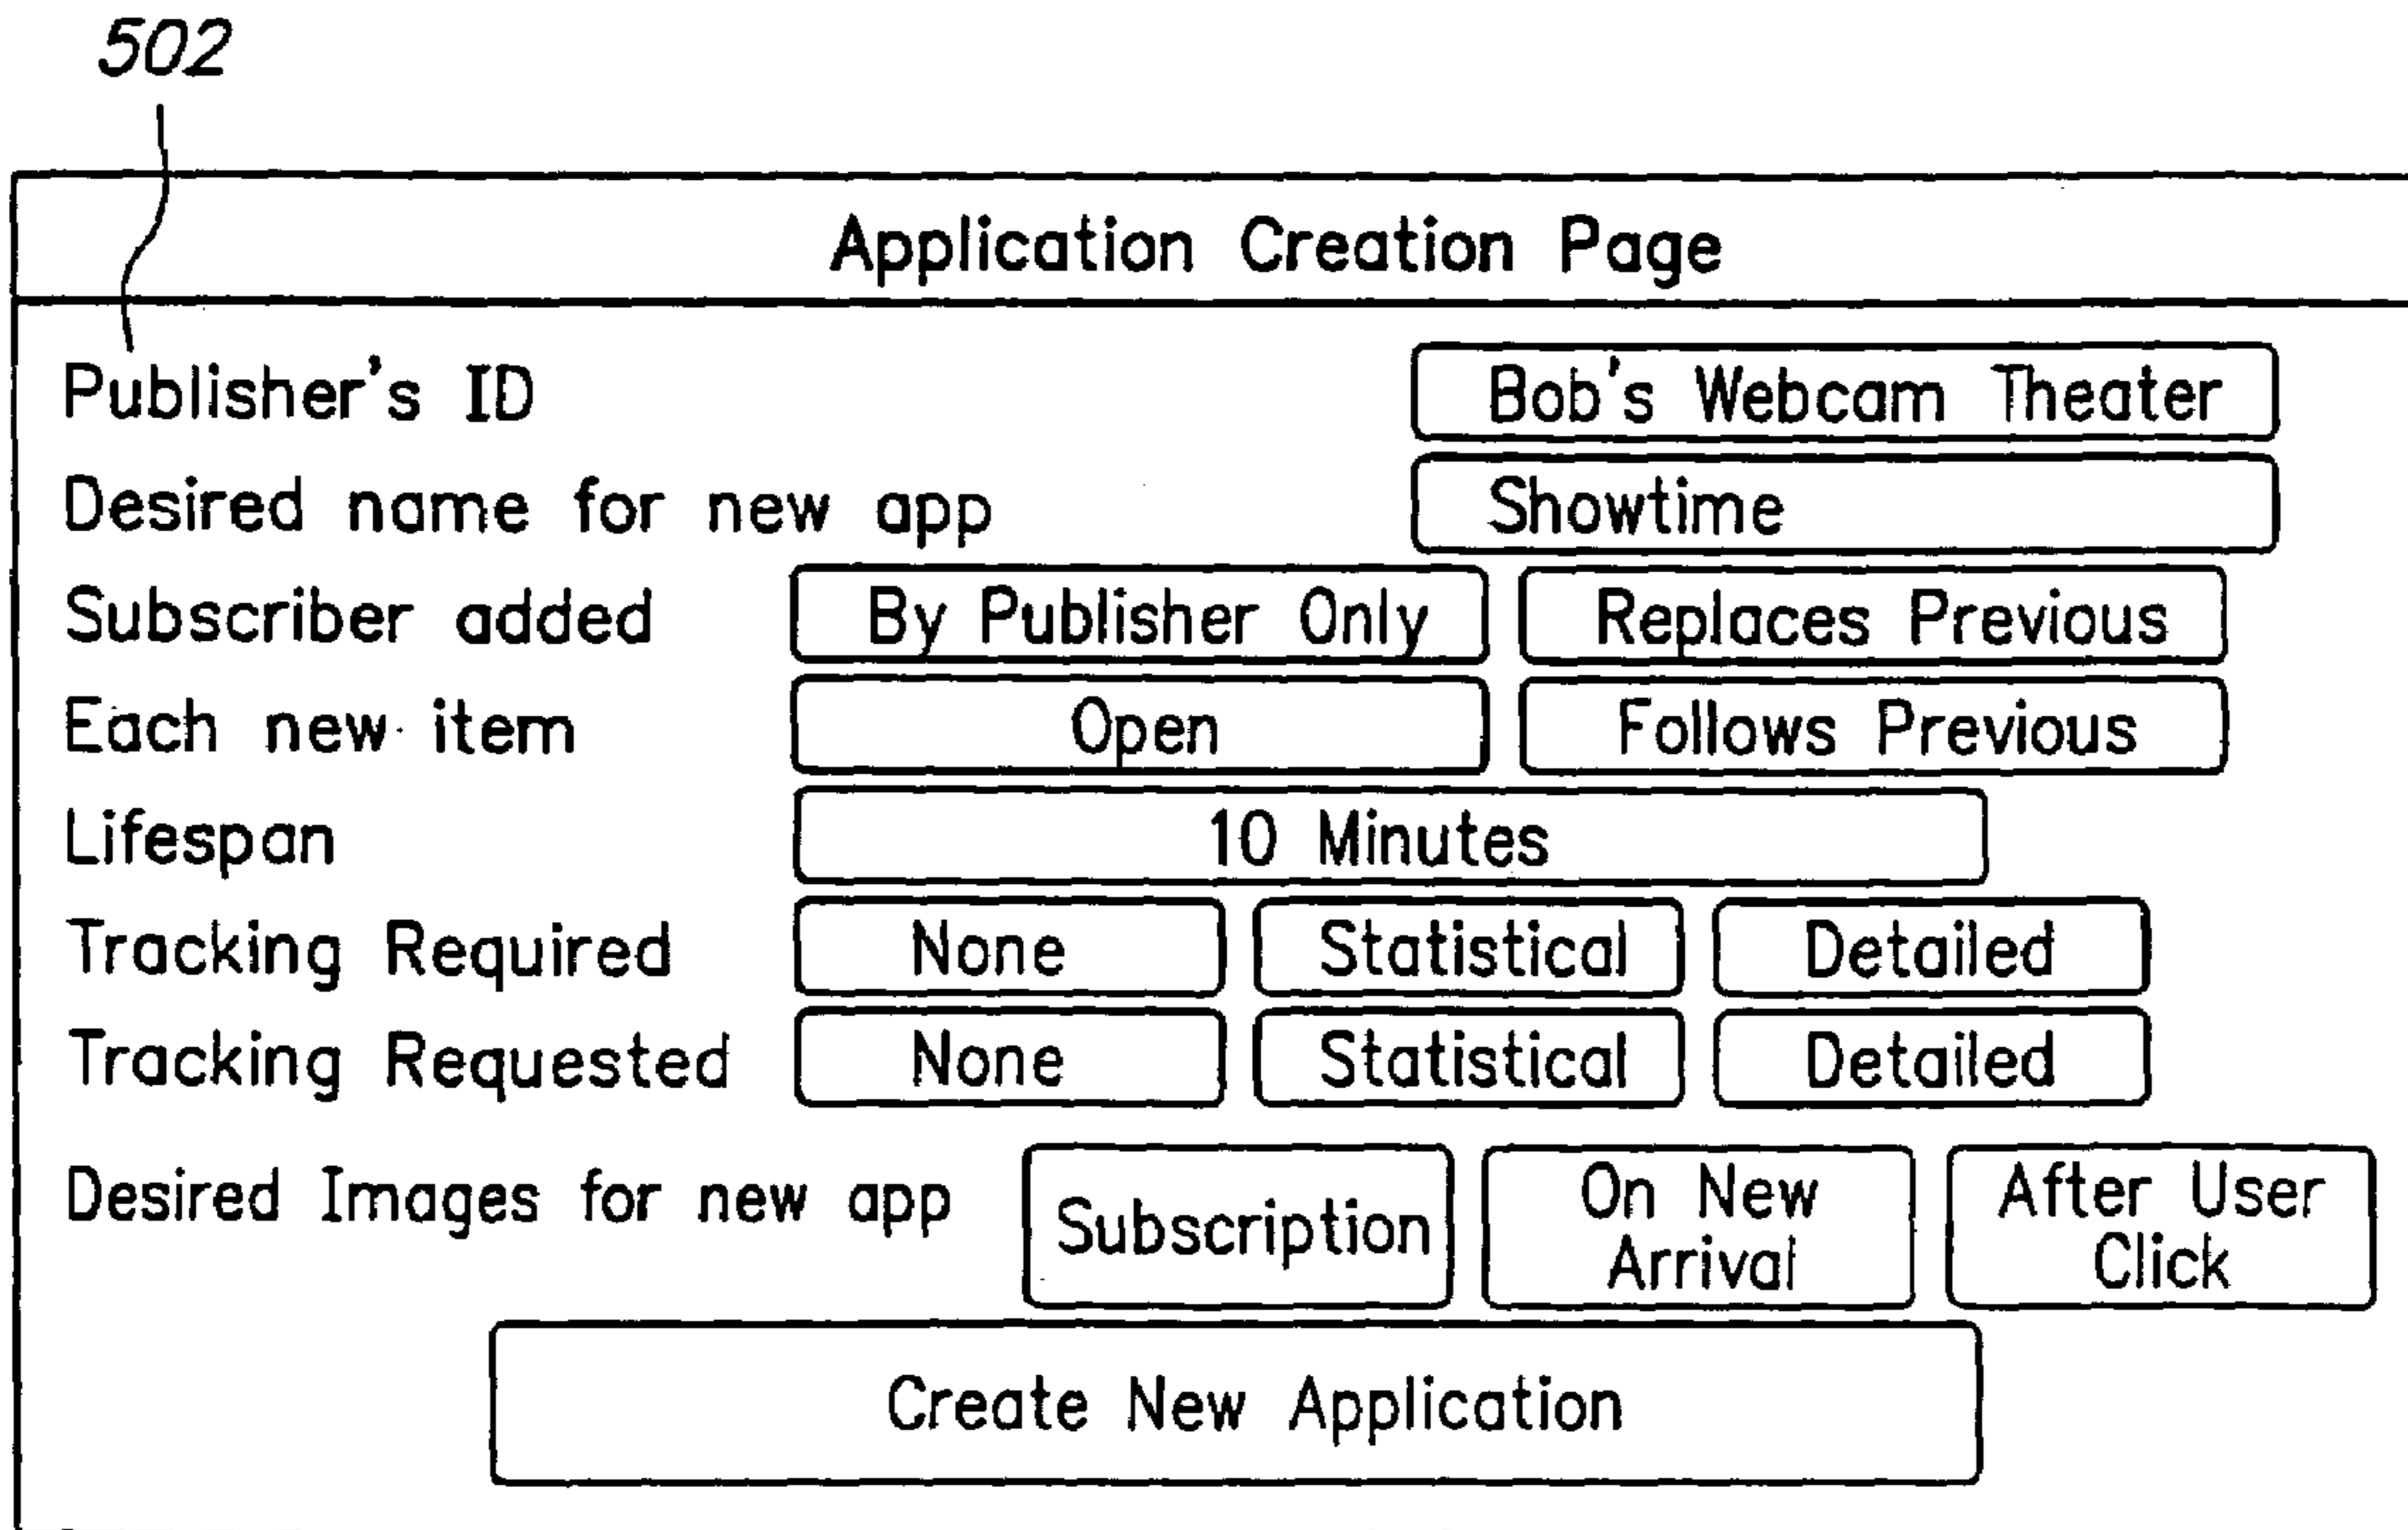 502
Application Creation Page
Publisher's ID Bob's Webcam Theater
Desired name for new app Showtime
Subscriber added By Publisher Only Replaces Previous
Each new item Open Follows Previous
Lifespan 10 Minutes
Tracking Required None Statistical Detailed
Tracking Requested None Statistical Detailed
Desired Images for new app Subscription On New Arrival After User Click
Create New Application